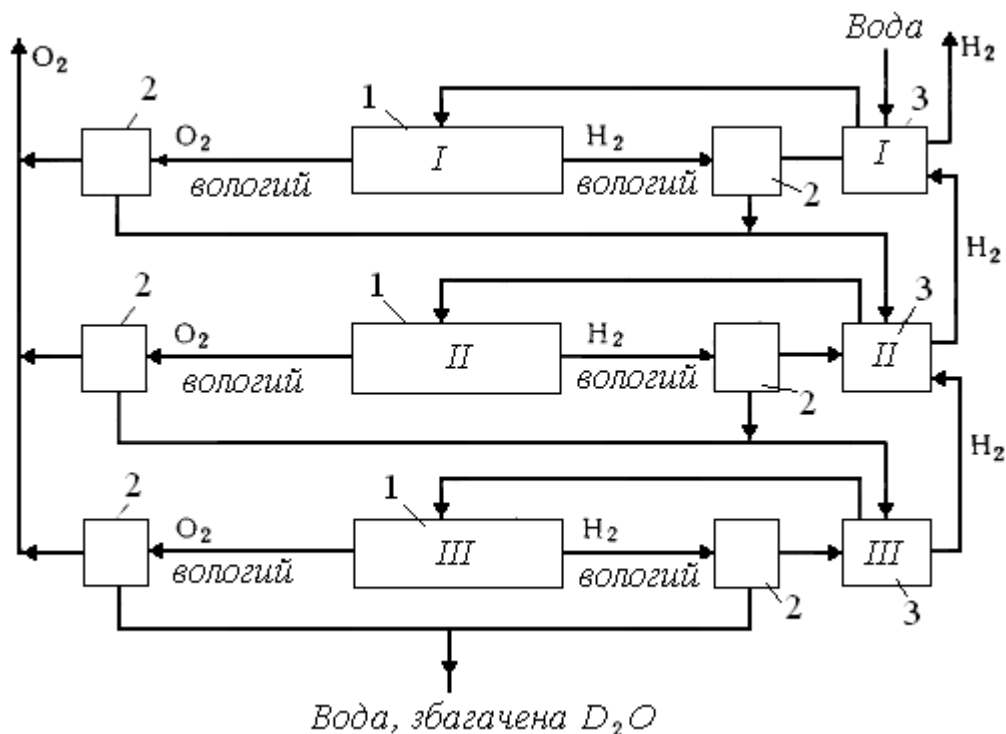 Вода
O₂
H₂
2
1
3
O₂
I
H₂
I
вологий
вологий
2
H₂
2
1
3
O₂
II
H₂
II
вологий
вологий
2
H₂
2
1
O₂
III
H₂
III
вологий
вологий
2
3
Вода, збагачена D₂O